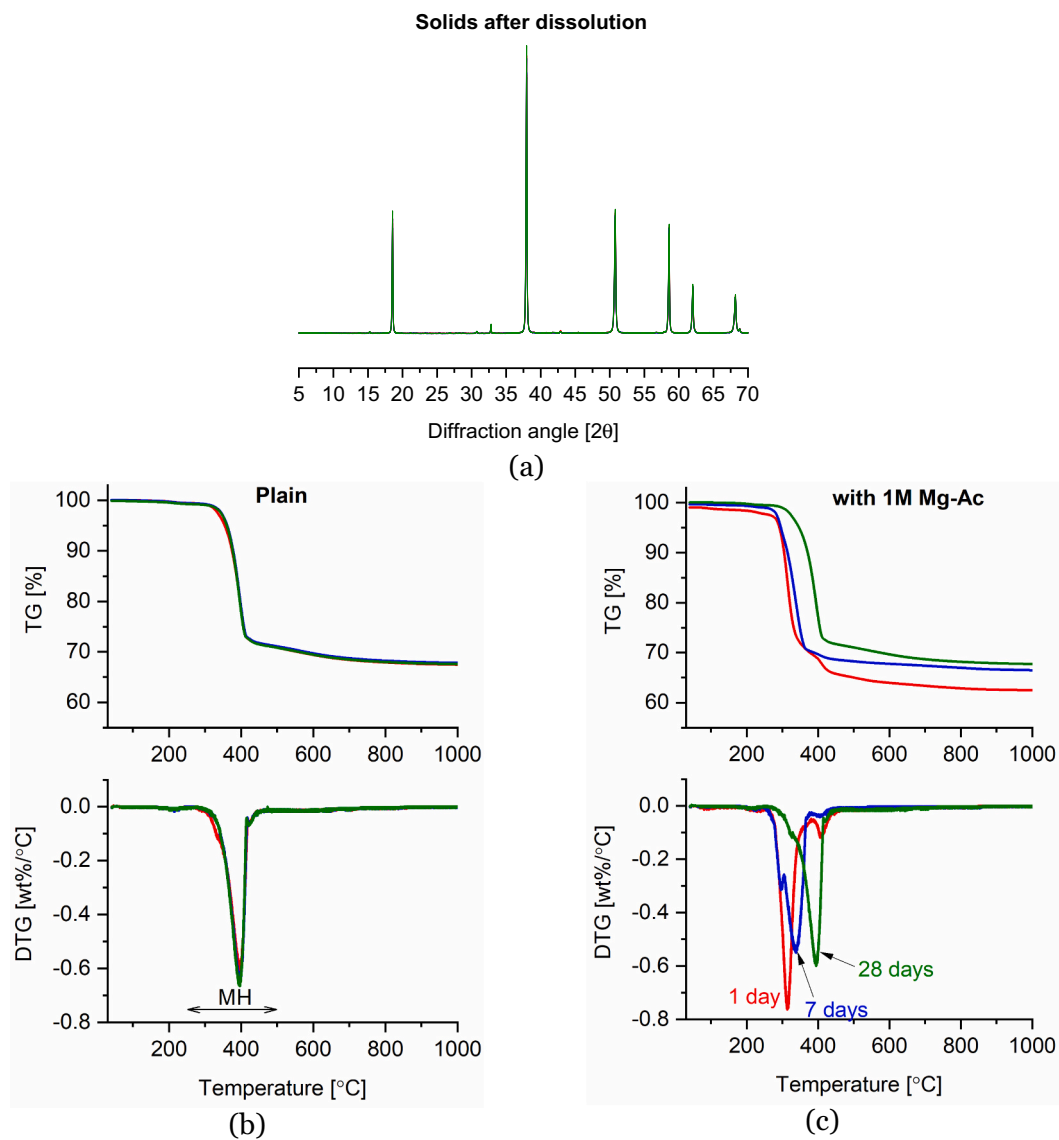 Solids after dissolution
5 10 15 20 25 30 35 40 45 50 55 60 65 70
Diffraction angle [2θ]
(a)
Plain
100
90
80
70
60
TG [%]
200 400 600 800 1000
0.0
-0.2
-0.4
-0.6
-0.8
DTG [wt%/°C]
MH
200 400 600 800 1000
Temperature [°C]
(b)
with 1M Mg-Ac
100
90
80
70
60
TG [%]
200 400 600 800 1000
0.0
-0.2
-0.4
-0.6
-0.8
DTG [wt%/°C]
28 days
1 day
7 days
200 400 600 800 1000
Temperature [°C]
(c)